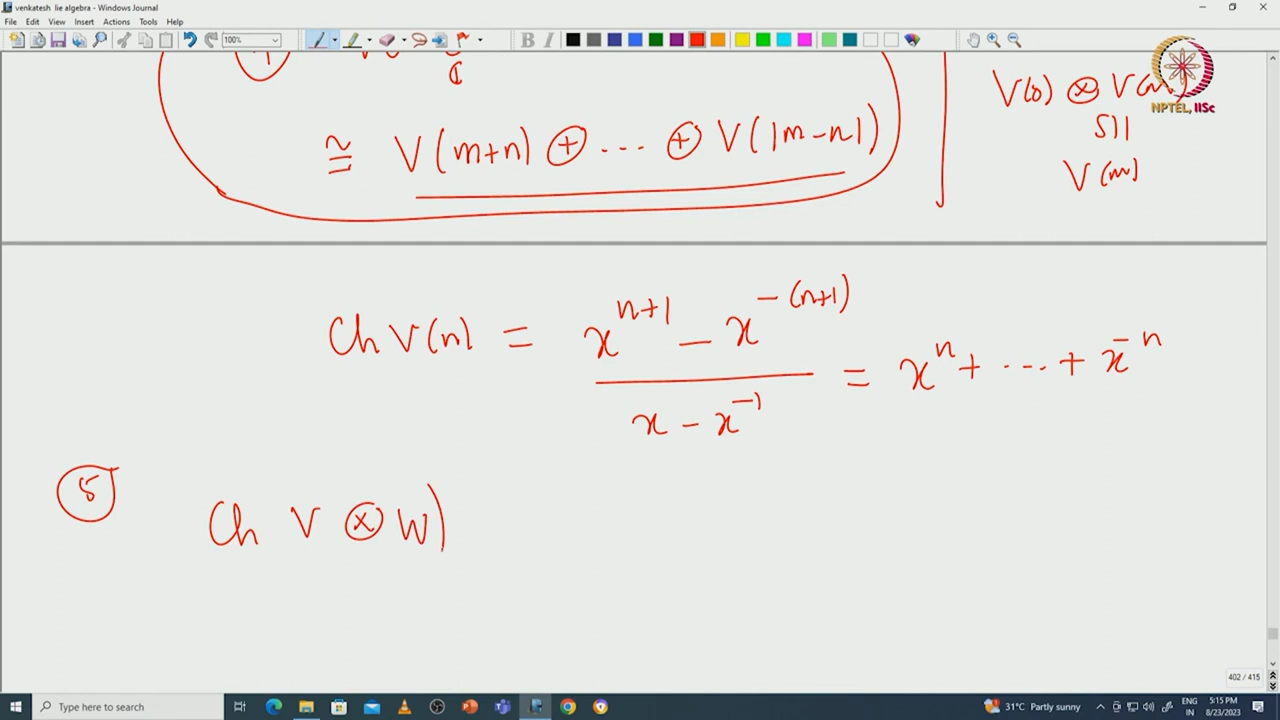 venkatesh lie algebra - Windows Journal
File Edit View Insert Actions Tools Help
100%
B I
ℂ
≅ V(m+n) ⊕ ... ⊕ V(|m-n|)
V(0) ⊗ V(m)
NPTEL, IISc
SII
V(m)
Ch V(n) = (x^{n+1} - x^{-(n+1)}) / (x - x^{-1}) = x^n + ... + x^{-n}
5 Ch V ⊗ W)
402 / 415
Type here to search
31°C Partly sunny
ENG
IN
5:15 PM
8/23/2023